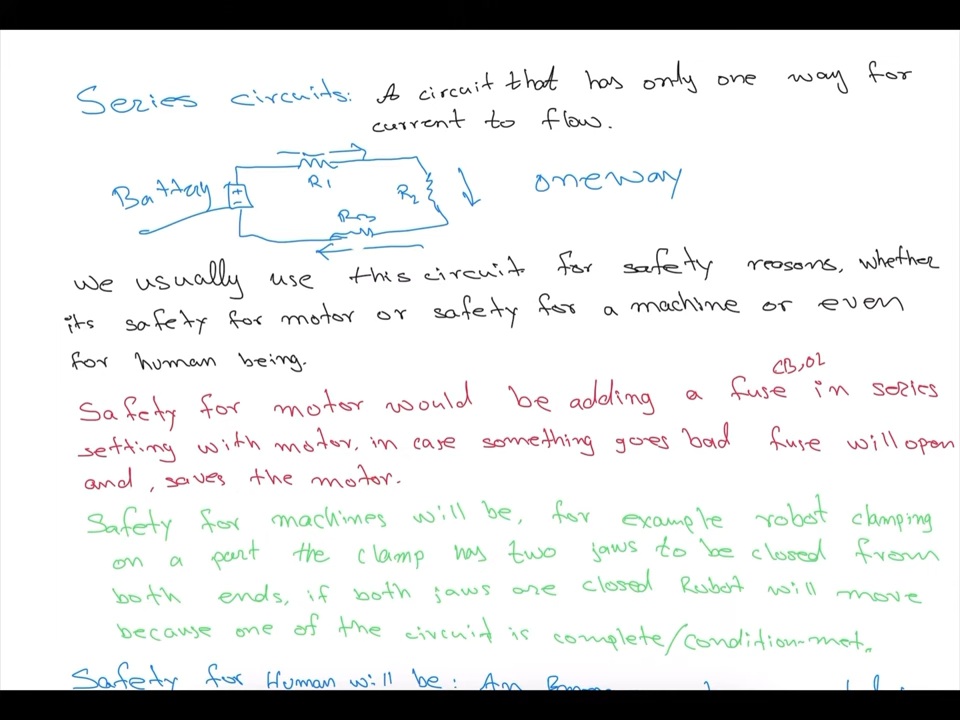 Series circuits: A circuit that has only one way for
current to flow.
Battery
+
-
R1
R2
R3
oneway
We usually use this circuit for safety reasons, whether
its safety for motor or safety for a machine or even
for human being.
CB, OL
Safety for motor would be adding a fuse in series
setting with motor, in case something goes bad fuse will open
and, saves the motor.
Safety for machines will be, for example robot clamping
on a part the clamp has two jaws to be closed from
both ends, if both jaws are closed Robot will move
because one of the circuit is complete/condition-met.
Safety for Human will be: An